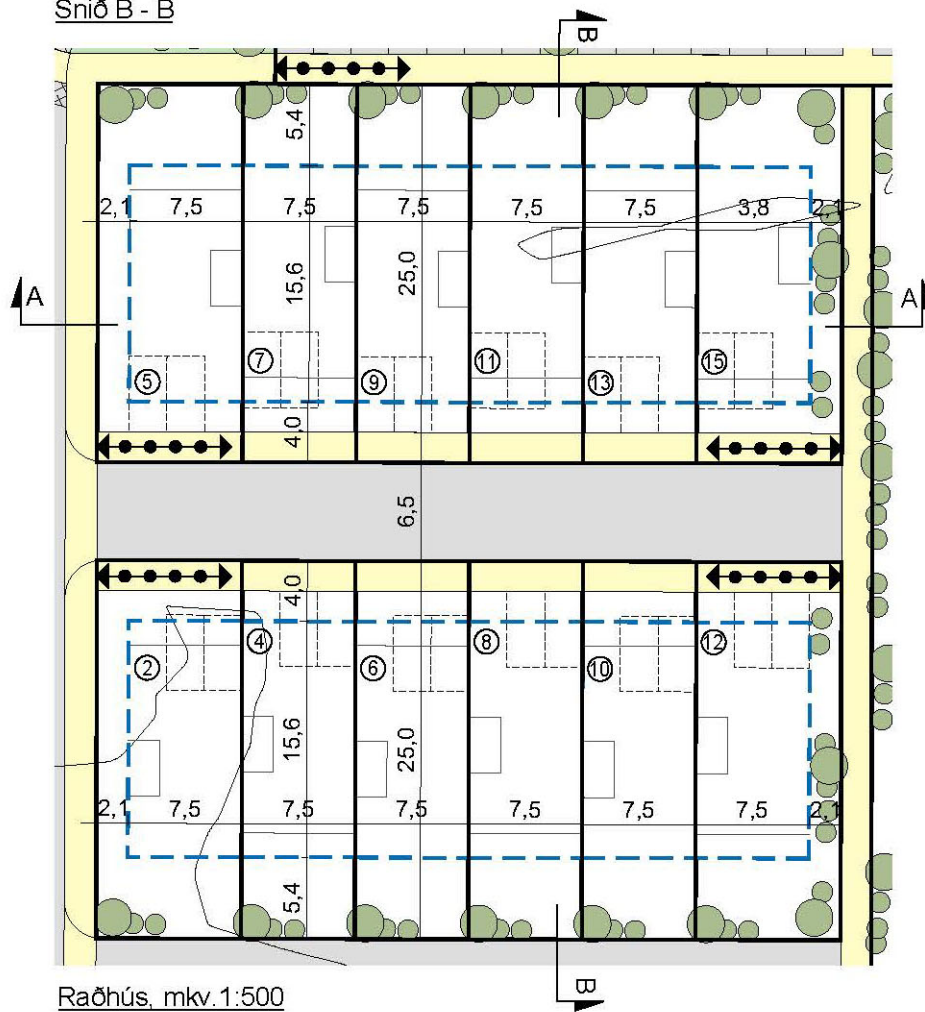 Snið B - B
B
5,4
2,1 7,5 7,5 7,5 7,5 7,5 3,8 2,1
15,6 25,0
A A
5 7 9 11 13 15
4,0
6,5
4,0
2 4 6 8 10 12
15,6 25,0
2,1 7,5 7,5 7,5 7,5 7,5 7,5 2,1
5,4
B
Raðhús, mkv.1:500